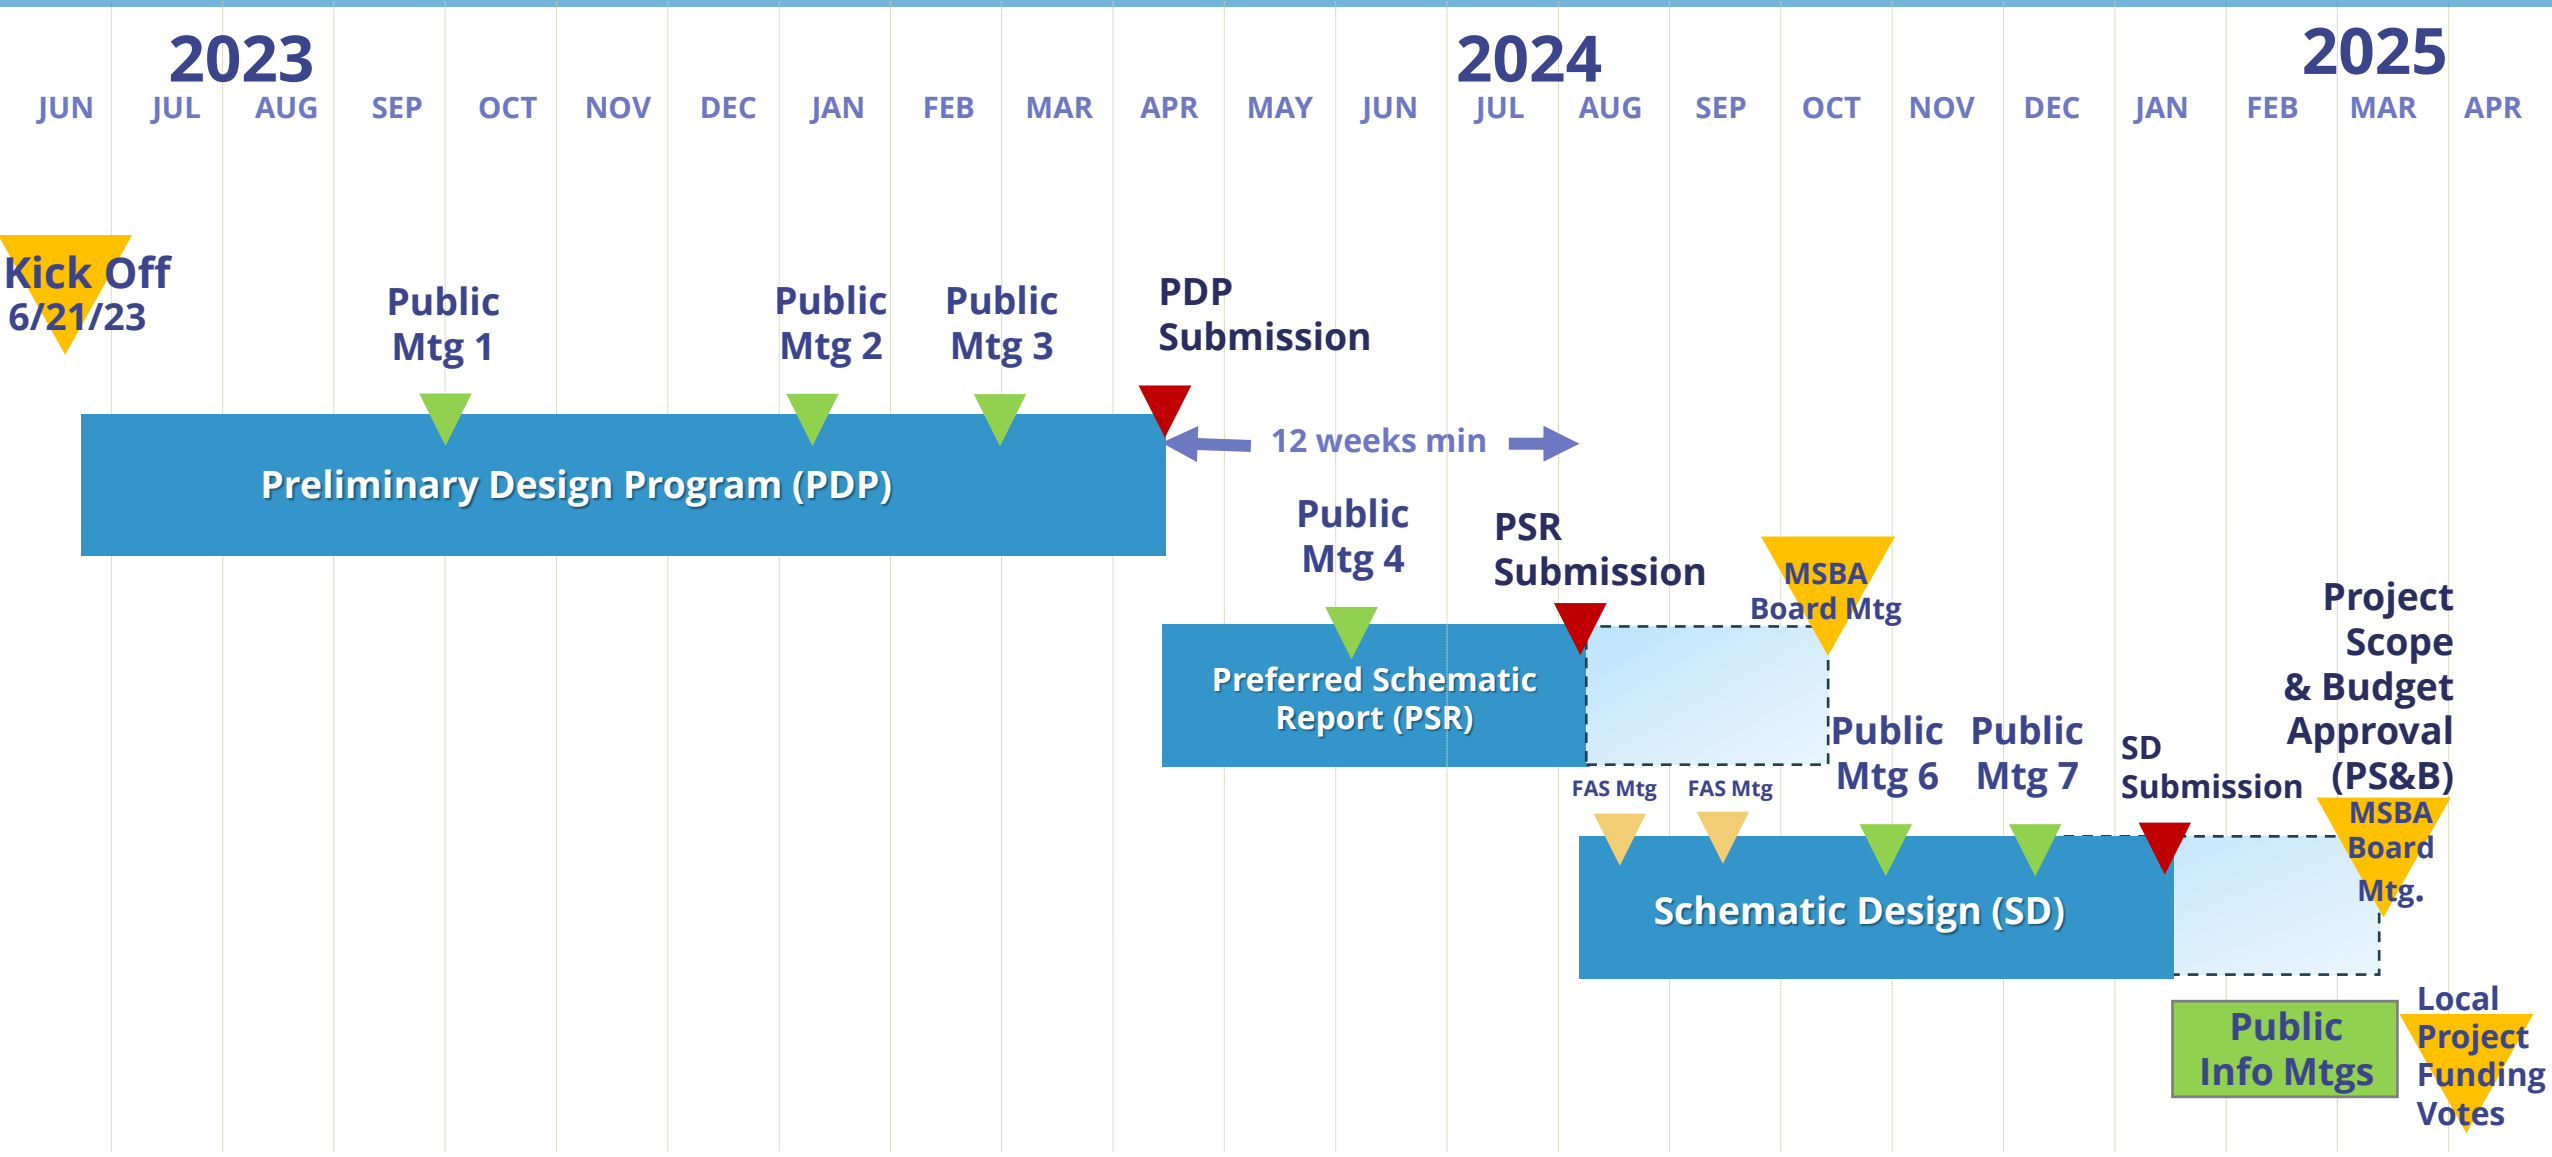 2023
2024
2025
JUN JUL AUG SEP OCT NOV DEC JAN FEB MAR APR MAY JUN JUL AUG SEP OCT NOV DEC JAN FEB MAR APR
Kick Off
6/21/23
Public
Mtg 1
Public
Mtg 2
Public
Mtg 3
PDP
Submission
12 weeks min
Preliminary Design Program (PDP)
Public
Mtg 4
PSR
Submission
MSBA
Board Mtg
Preferred Schematic
Report (PSR)
FAS Mtg
FAS Mtg
Public
Mtg 6
Public
Mtg 7
SD
Submission
Project
Scope
& Budget
Approval
(PS&B)
MSBA
Board
Mtg.
Schematic Design (SD)
Public
Info Mtgs
Local
Project
Funding
Votes